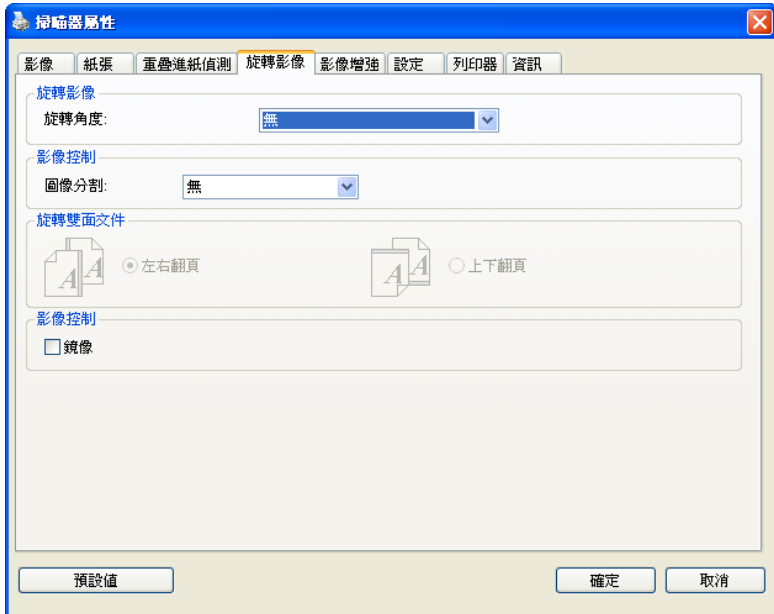 掃瞄器屬性
影像 紙張 重疊進紙偵測 旋轉影像 影像增強 設定 列印器 資訊
旋轉影像
旋轉角度: 無
影像控制
圖像分割: 無
旋轉雙面文件
A A 左右翻頁 A A 上下翻頁
影像控制
鏡像
預設值 確定 取消